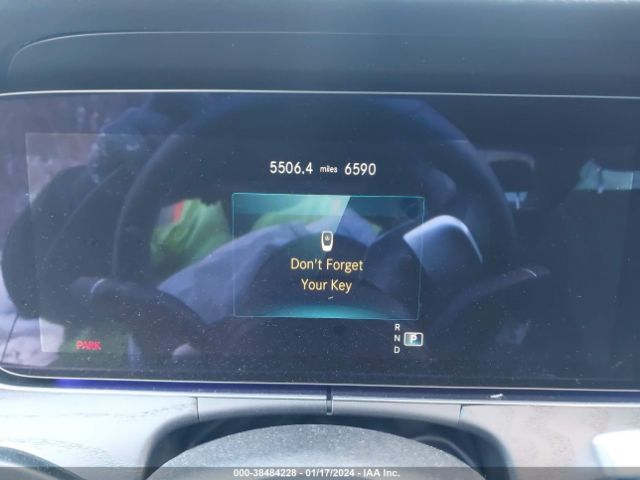 5506.4 miles 6590
Don't Forget
Your Key
R
N P
D
PARK
000-38484228 - 01/17/2024 - IAA Inc.